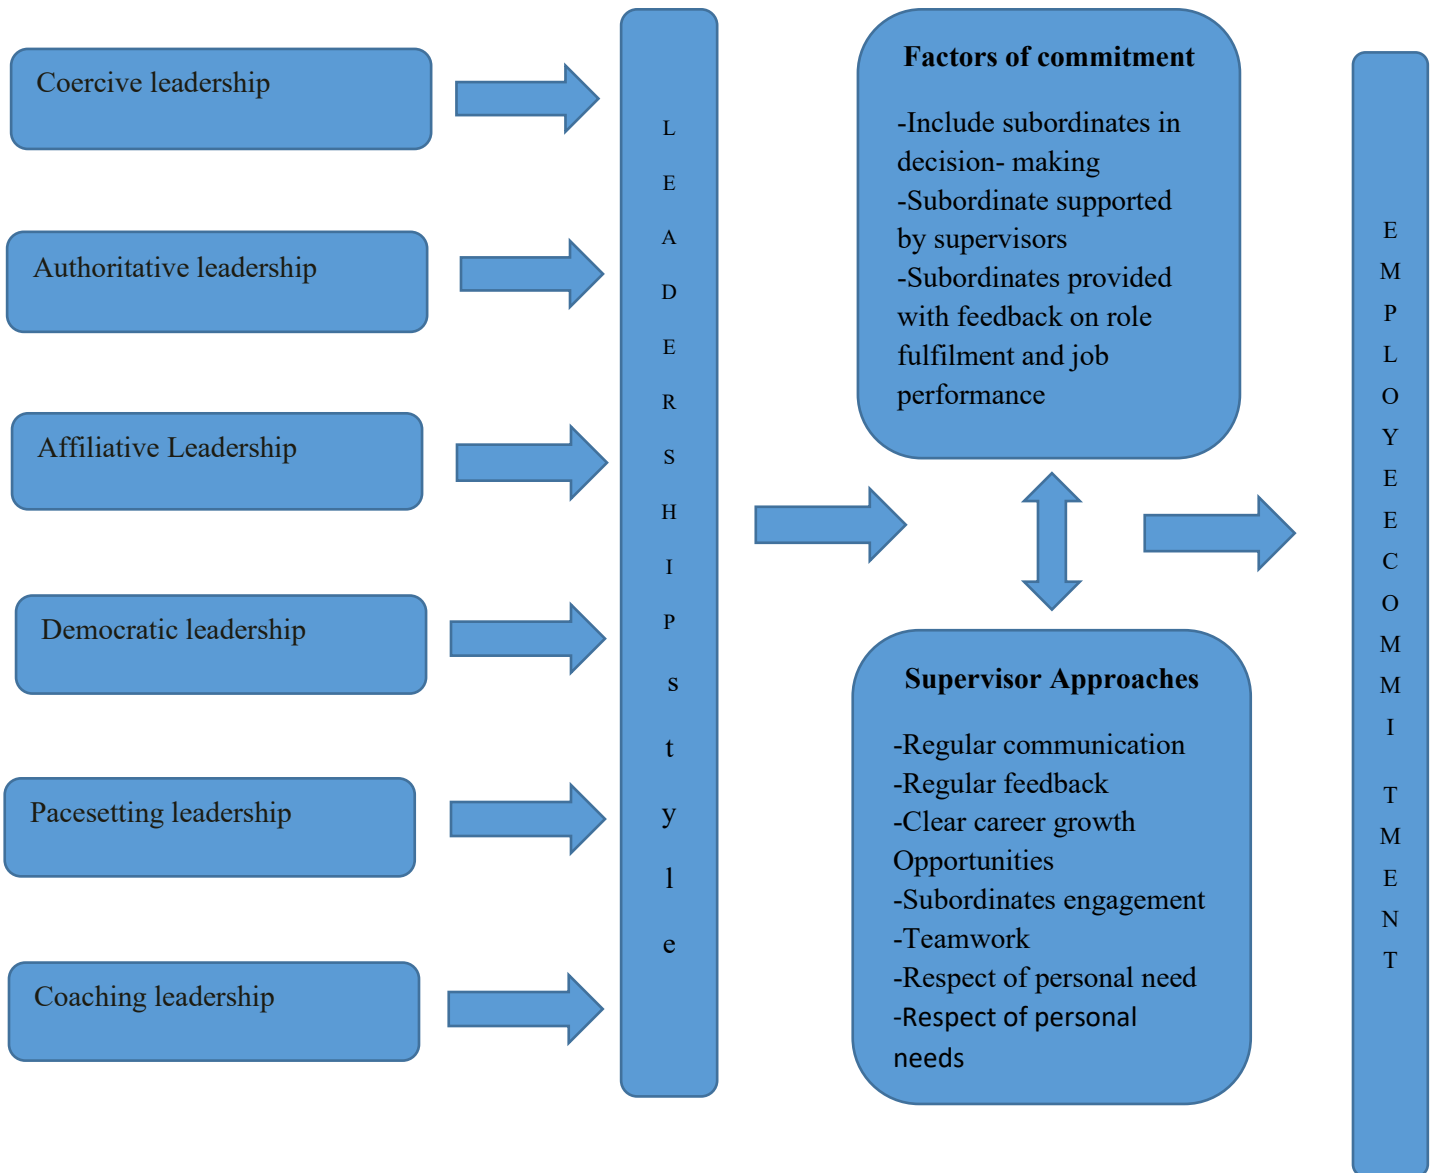 Coercive leadership
Authoritative leadership
Affiliative Leadership
Democratic leadership
Pacesetting leadership
Coaching leadership
L
E
A
D
E
R
S
H
I
P
s
t
y
l
e
Factors of commitment
-Include subordinates in
decision- making
-Subordinate supported
by supervisors
-Subordinates provided
with feedback on role
fulfilment and job
performance
Supervisor Approaches
-Regular communication
-Regular feedback
-Clear career growth
Opportunities
-Subordinates engagement
-Teamwork
-Respect of personal need
-Respect of personal
needs
E
M
P
L
O
Y
E
E
C
O
M
M
I
T
M
E
N
T